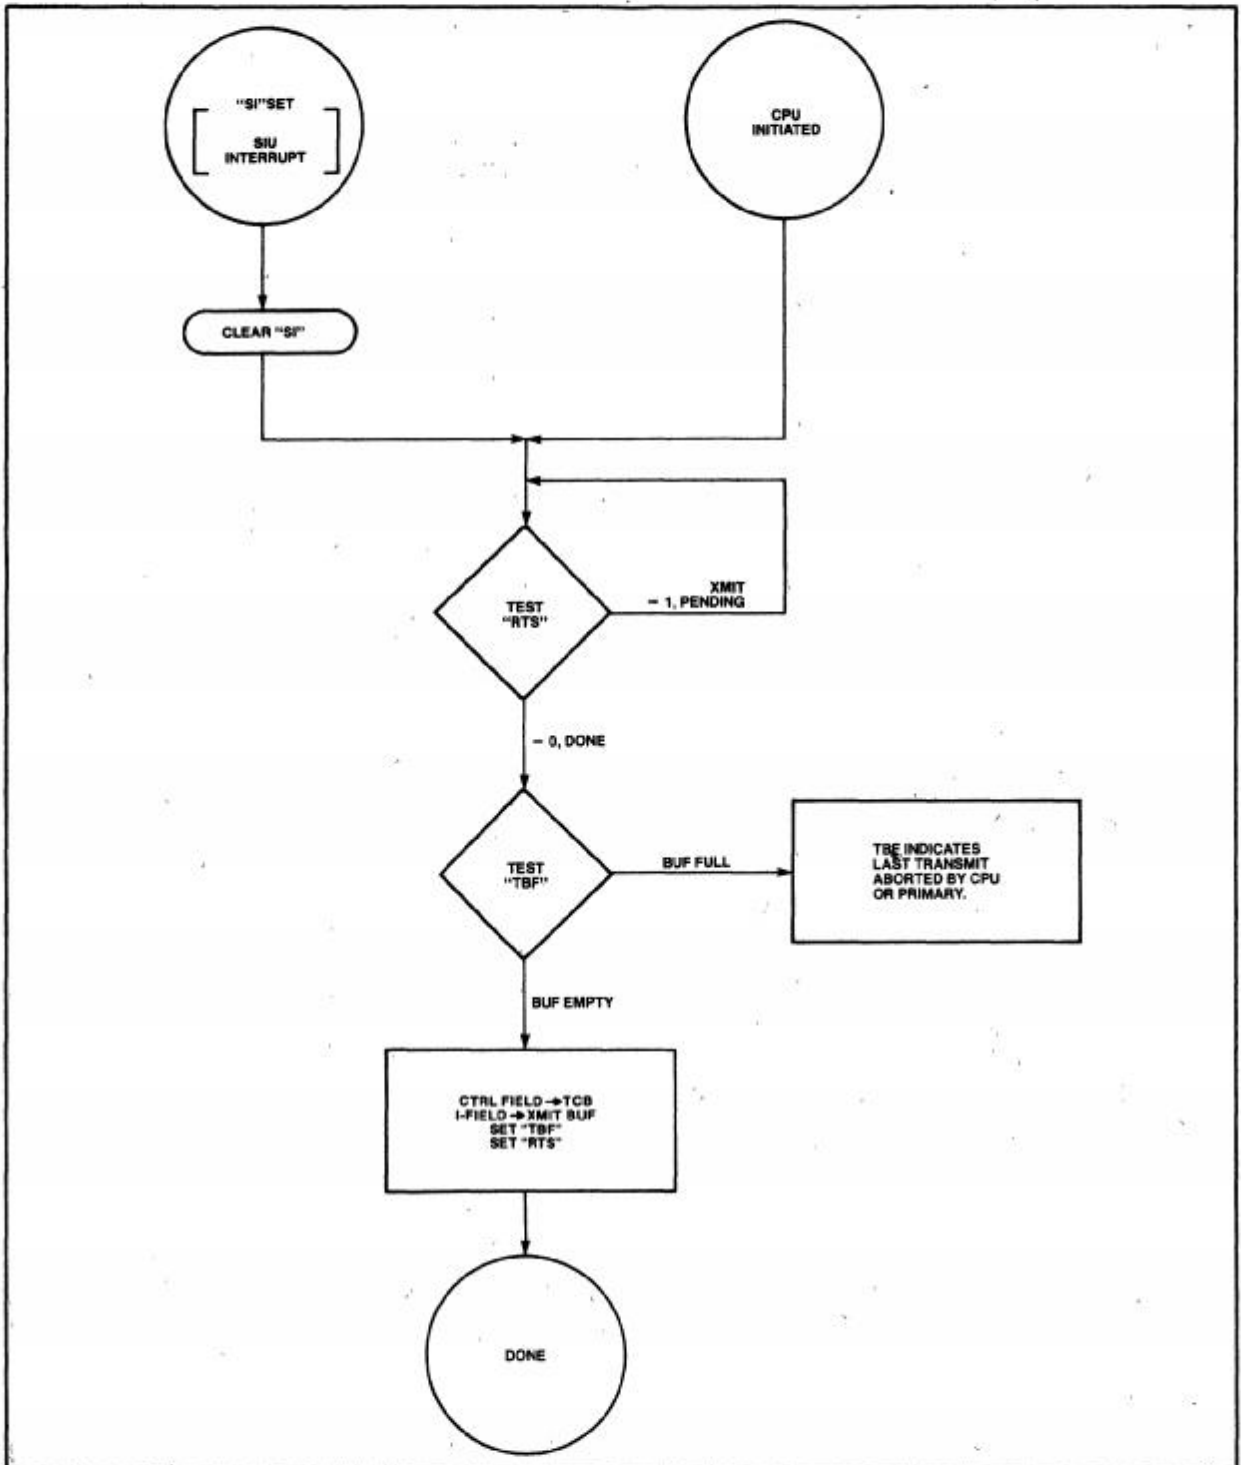 "SI"SET
SIU
INTERRUPT
CPU
INITIATED
CLEAR "SI"
TEST
"RTS"
XMIT
= 1, PENDING
= 0, DONE
TEST
"TBF"
BUF FULL
TBE INDICATES
LAST TRANSMIT
ABORTED BY CPU
OR PRIMARY.
BUF EMPTY
CTRL FIELD → TCB
I-FIELD → XMIT BUF
SET "TBF"
SET "RTS"
DONE